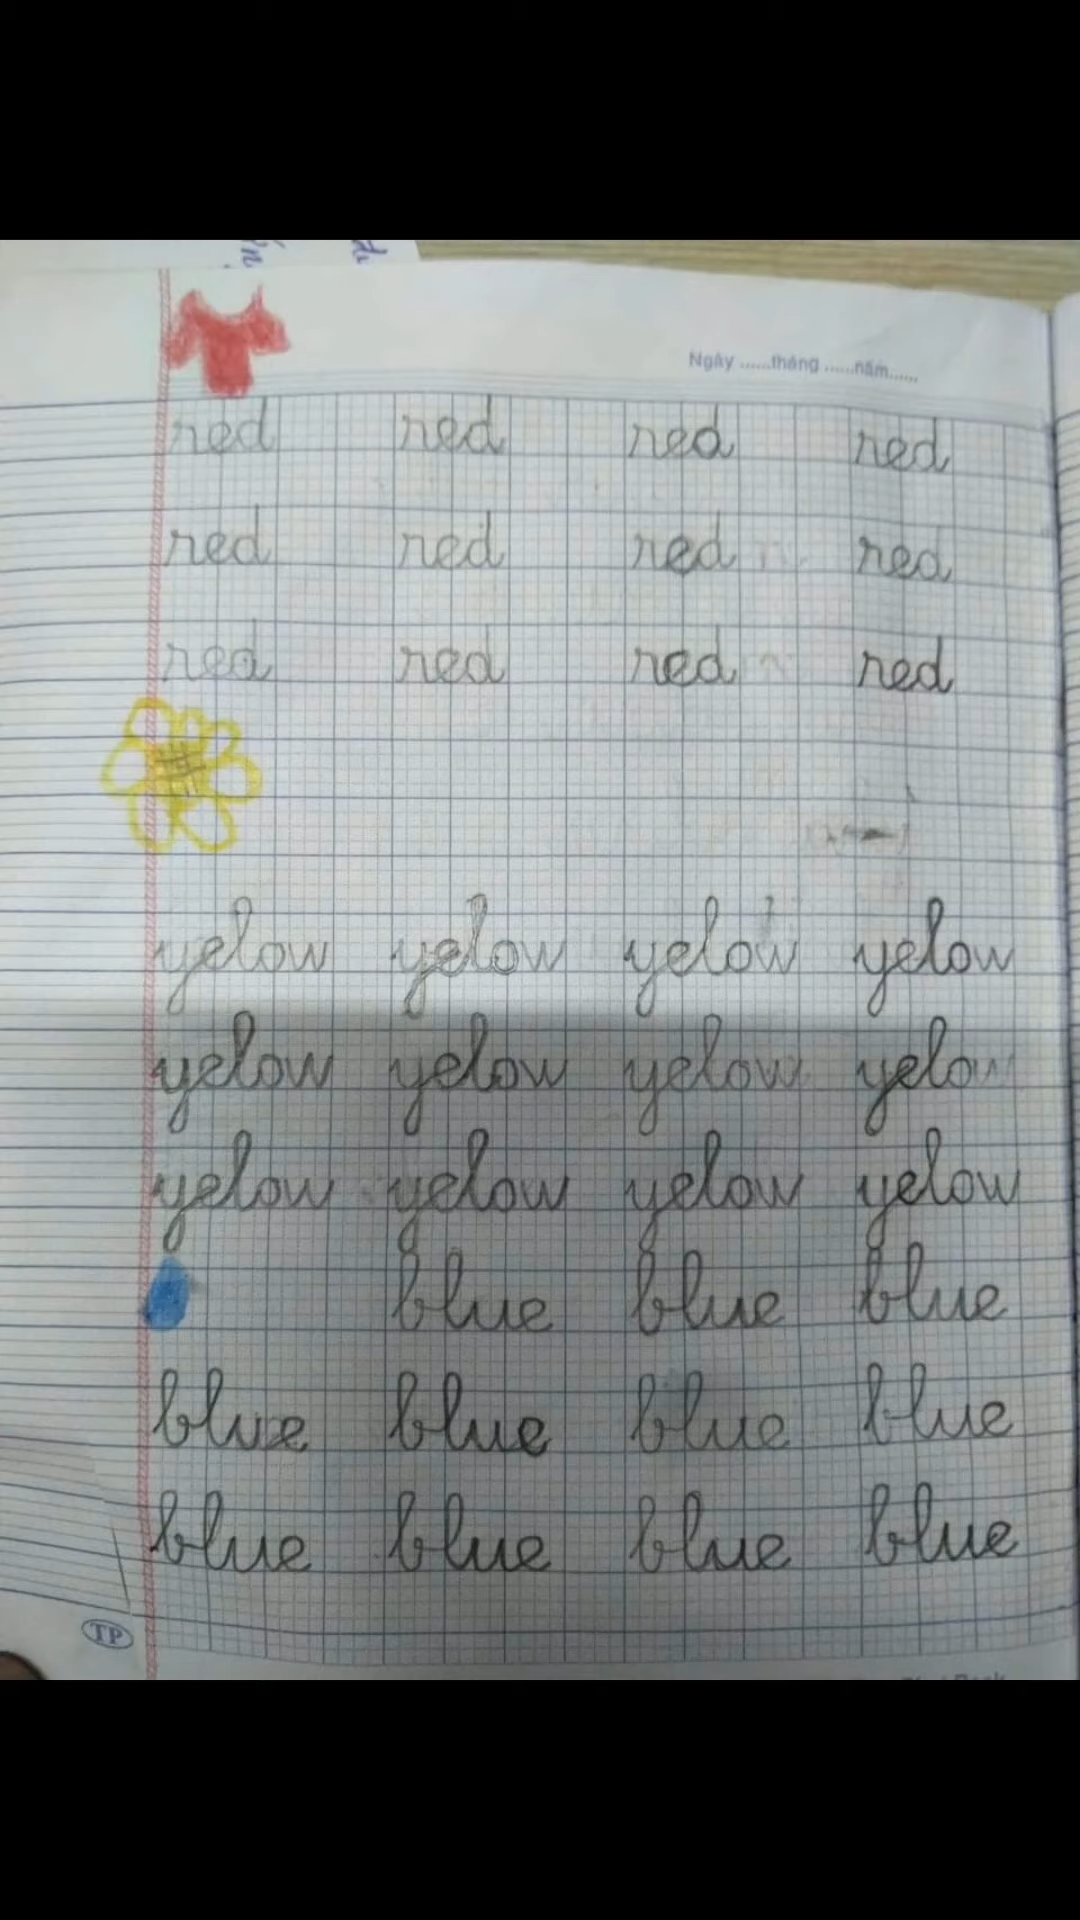 Ngày ......tháng ......năm......
red red red red
red red red red
red red red red
yelow yelow yelow yelow
yelow yelow yelow yelow
yelow yelow yelow yelow
blue blue blue
blue blue blue blue
blue blue blue blue
TP